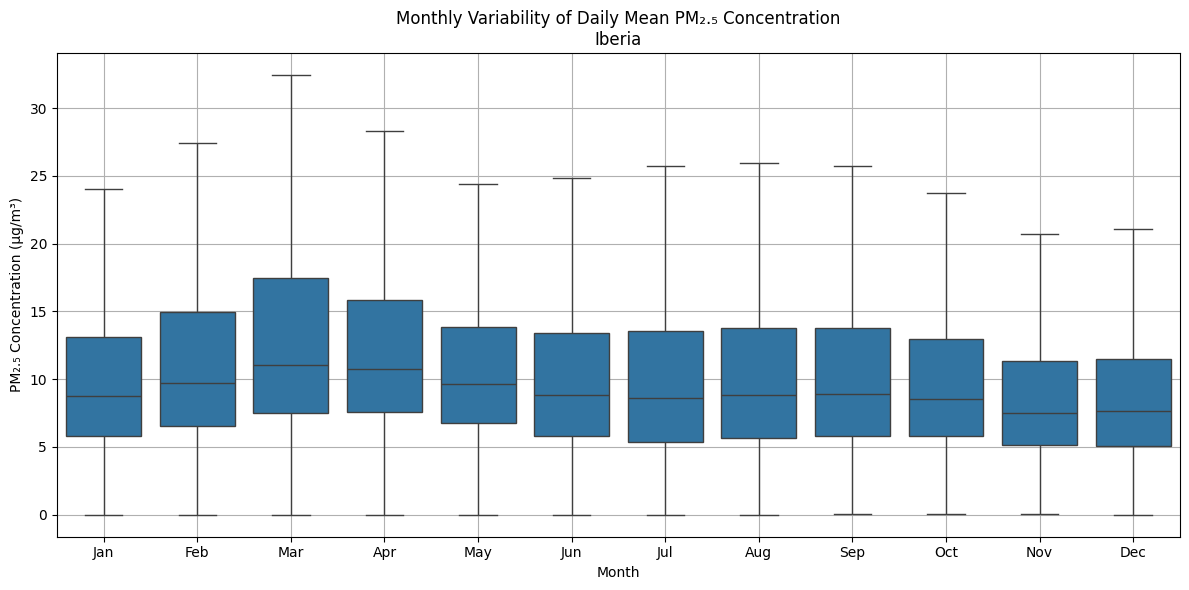 Monthly Variability of Daily Mean PM₂.₅ Concentration
Iberia
PM₂.₅ Concentration (µg/m³)
30
25
20
15
10
5
0
Jan Feb Mar Apr May Jun Jul Aug Sep Oct Nov Dec
Month